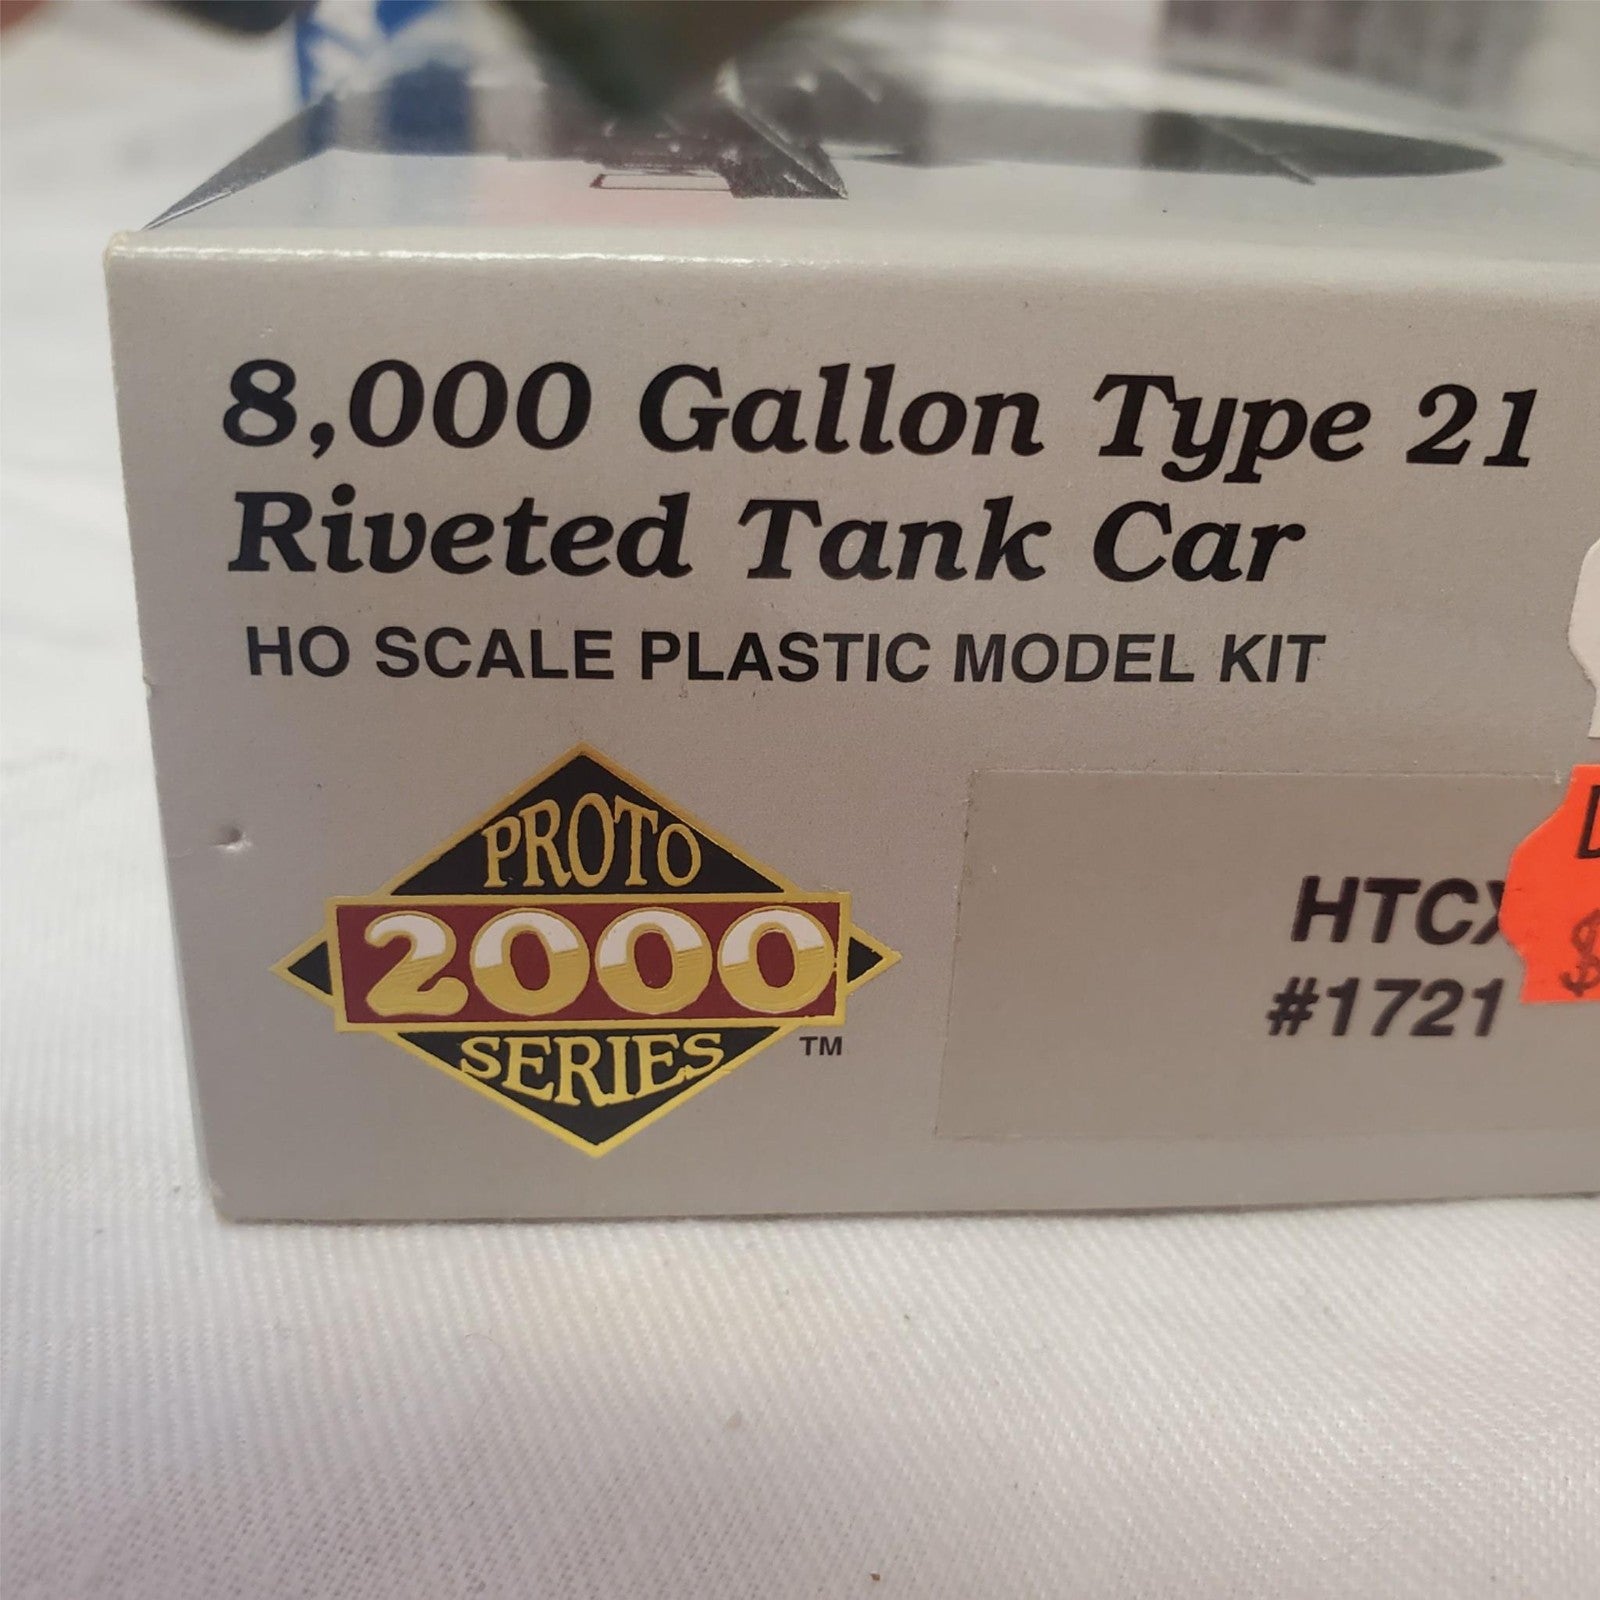 8,000 Gallon Type 21
Riveted Tank Car
HO SCALE PLASTIC MODEL KIT
PROTO
2000
SERIES
TM
HTCX
#1721
$